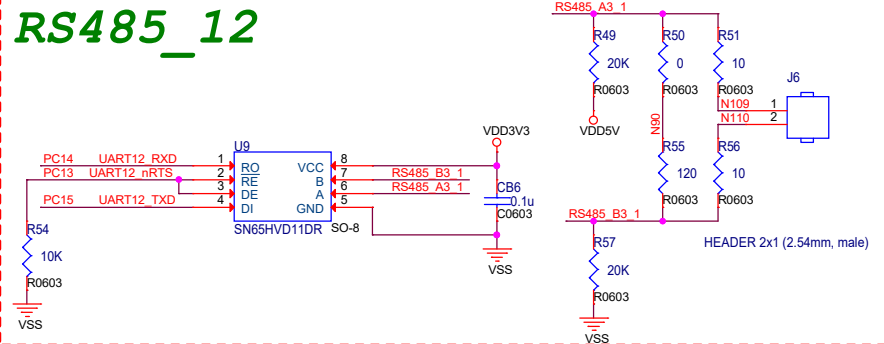 RS485_12
RS485_A3_1
R49
20K
R0603
VDD5V
R50
0
R0603
R51
10
R0603
J6
N109 1
N110 2
N90
R55
120
R0603
R56
10
R0603
RS485_B3_1
R57
20K
R0603
VSS
HEADER 2x1 (2.54mm, male)
U9
PC14 UART12_RXD 1 RO
PC13 UART12_nRTS 2 RE
3 DE
PC15 UART12_TXD 4 DI
VCC 8
B 7 RS485_B3_1
A 6 RS485_A3_1
GND 5
SN65HVD11DR SO-8
VDD3V3
CB6
0.1u
C0603
VSS
R54
10K
R0603
VSS